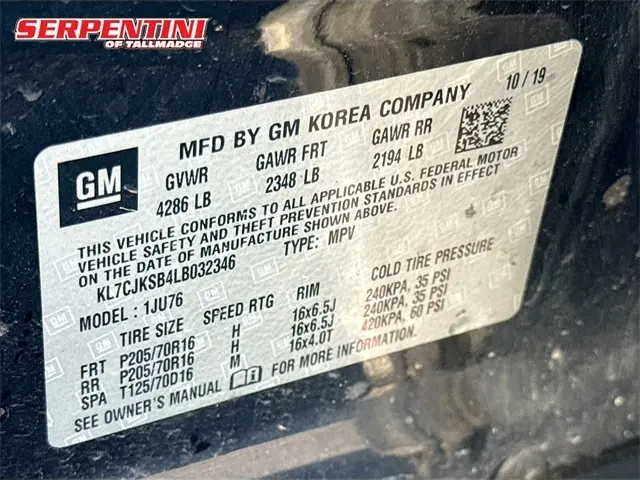 SERPENTINI
OF TALLMADGE
GM
MFD BY GM KOREA COMPANY
10/19
GVWR GAWR FRT GAWR RR
4286 LB 2348 LB 2194 LB
THIS VEHICLE CONFORMS TO ALL APPLICABLE U.S. FEDERAL MOTOR
VEHICLE SAFETY AND THEFT PREVENTION STANDARDS IN EFFECT
ON THE DATE OF MANUFACTURE SHOWN ABOVE.
KL7CJKSB4LB032346 TYPE: MPV
MODEL: 1JU76
TIRE SIZE SPEED RTG RIM COLD TIRE PRESSURE
FRT P205/70R16 H 16x6.5J 240KPA, 35 PSI
RR P205/70R16 H 16x6.5J 240KPA, 35 PSI
SPA T125/70D16 M 16x4.0T 420KPA, 60 PSI
SEE OWNER'S MANUAL FOR MORE INFORMATION.